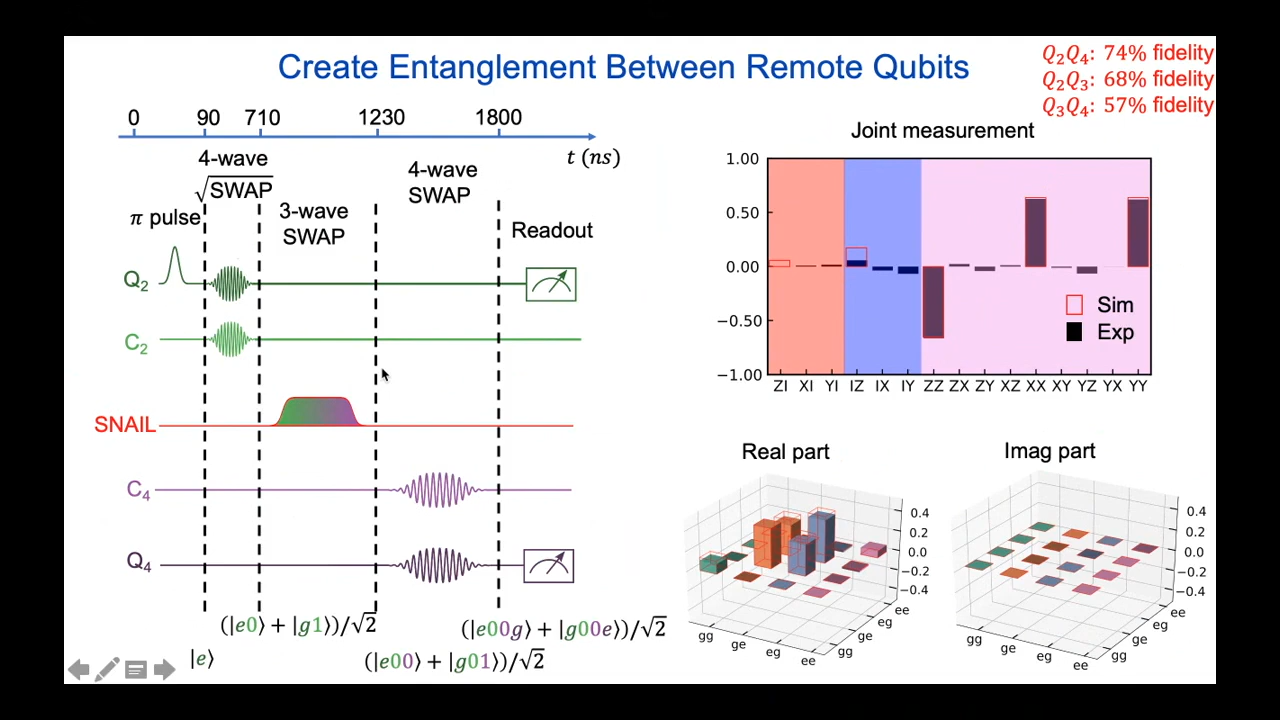 Create Entanglement Between Remote Qubits
Q₂Q₄: 74% fidelity
Q₂Q₃: 68% fidelity
Q₃Q₄: 57% fidelity
0 90 710 1230 1800
t (ns)
4-wave
√SWAP
4-wave
SWAP
3-wave
SWAP
π pulse
Readout
Q₂
C₂
SNAIL
C₄
Q₄
(|e0⟩ + |g1⟩)/√2
(|e00g⟩ + |g00e⟩)/√2
|e⟩
(|e00⟩ + |g01⟩)/√2
Joint measurement
1.00
0.50
0.00
−0.50
−1.00
Sim
Exp
ZI XI YI IZ IX IY ZZ ZX ZY XZ XX XY YZ YX YY
Real part
0.4
0.2
0.0
−0.2
−0.4
gg ge eg ee
gg ge eg ee
Imag part
0.4
0.2
0.0
−0.2
−0.4
gg ge eg ee
gg ge eg ee